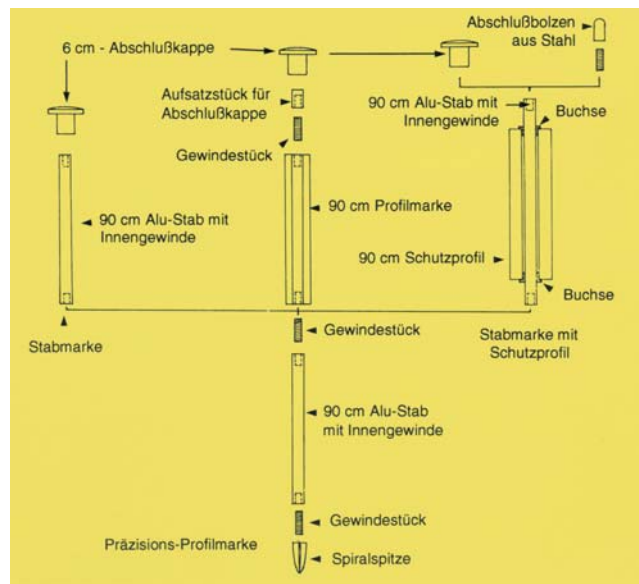 Abschlußbolzen
aus Stahl
6 cm - Abschlußkappe
Aufsatzstück für
Abschlußkappe
90 cm Alu-Stab mit
Innengewinde
Buchse
Gewindestück
90 cm Alu-Stab mit
Innengewinde
90 cm Profilmarke
90 cm Schutzprofil
Buchse
Stabmarke
Gewindestück
Stabmarke mit
Schutzprofil
90 cm Alu-Stab
mit Innengewinde
Gewindestück
Präzisions-Profilmarke
Spiralspitze